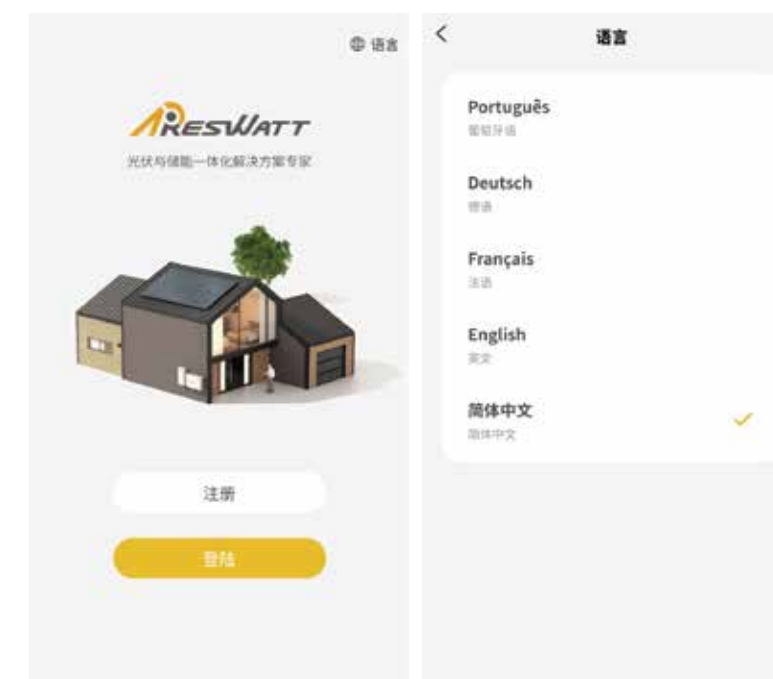 语言
ARESWATT
光伏与储能一体化解决方案专家
注册
登陆
语言
Português
葡萄牙语
Deutsch
德语
Français
法语
English
英文
简体中文
简体中文